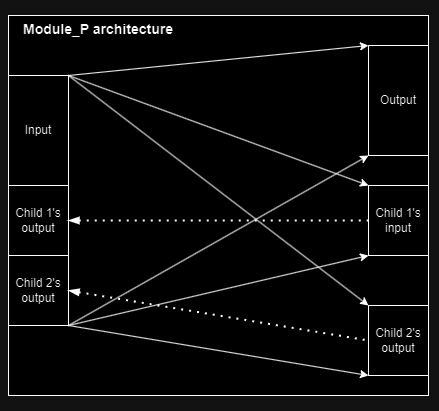 Module_P architecture
Input
Child 1's
output
Child 2's
output
Output
Child 1's
input
Child 2's
output